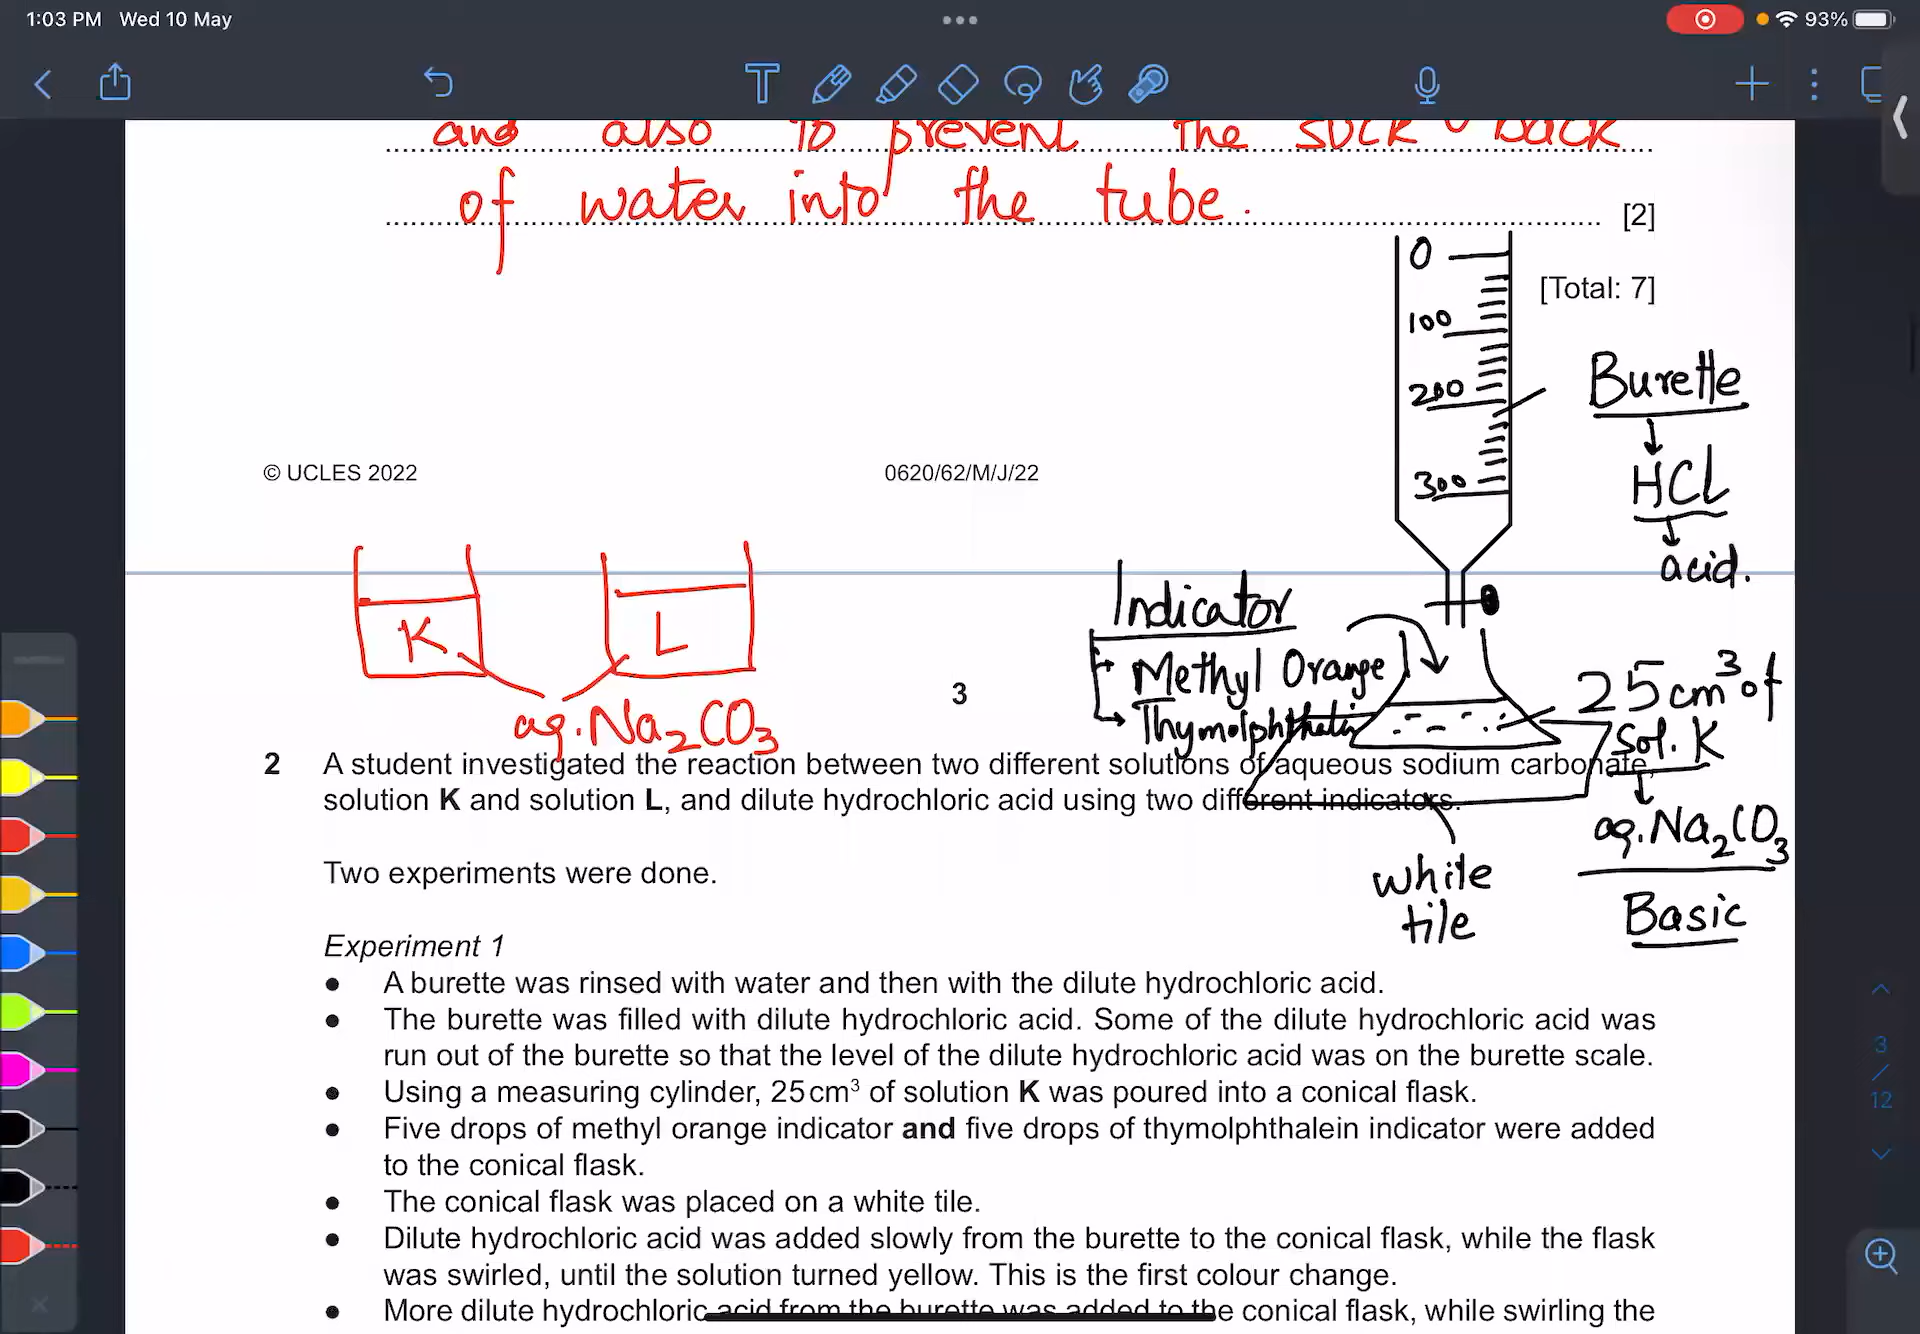 1:03 PM Wed 10 May
93%
and also to prevent the suck back
of water into the tube.
[2]
[Total: 7]
0
100
200
300
Burette
HCl
acid.
© UCLES 2022
0620/62/M/J/22
K
L
aq. Na₂CO₃
Indicator
Methyl Orange
Thymolphthalein
25cm³ of
sol. K
aq. Na₂CO₃
Basic
white
tile
3
2 A student investigated the reaction between two different solutions of aqueous sodium carbonate,
solution K and solution L, and dilute hydrochloric acid using two different indicators.
Two experiments were done.
Experiment 1
• A burette was rinsed with water and then with the dilute hydrochloric acid.
• The burette was filled with dilute hydrochloric acid. Some of the dilute hydrochloric acid was
run out of the burette so that the level of the dilute hydrochloric acid was on the burette scale.
• Using a measuring cylinder, 25 cm³ of solution K was poured into a conical flask.
• Five drops of methyl orange indicator and five drops of thymolphthalein indicator were added
to the conical flask.
• The conical flask was placed on a white tile.
• Dilute hydrochloric acid was added slowly from the burette to the conical flask, while the flask
was swirled, until the solution turned yellow. This is the first colour change.
• More dilute hydrochloric acid from the burette was added to the conical flask, while swirling the
3
/
12